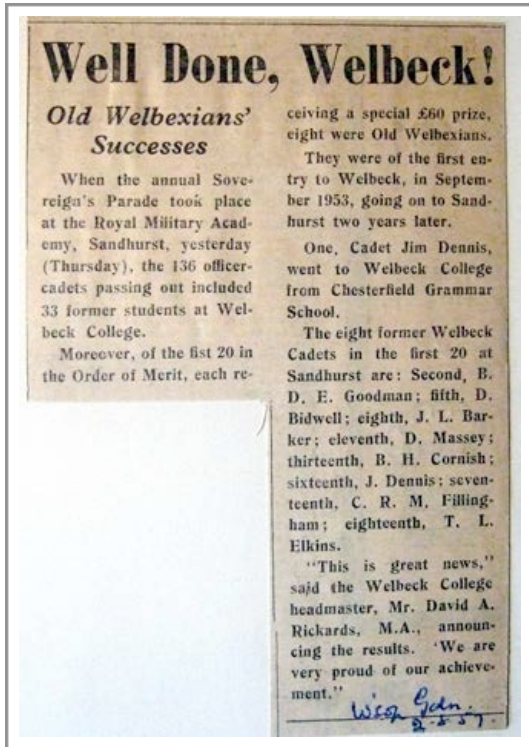 Well Done, Welbeck!
Old Welbexians'
Successes
When the annual Sove-
reign's Parade took place
at the Royal Military Acad-
emy, Sandhurst, yesterday
(Thursday), the 136 officer-
cadets passing out included
33 former students at Wel-
beck College.
Moreover, of the fist 20 in
the Order of Merit, each re-
ceiving a special £60 prize,
eight were Old Welbexians.
They were of the first en-
try to Welbeck, in Septem-
ber 1953, going on to Sand-
hurst two years later.
One, Cadet Jim Dennis,
went to Welbeck College
from Chesterfield Grammar
School.
The eight former Welbeck
Cadets in the first 20 at
Sandhurst are: Second, B.
D. E. Goodman; fifth, D.
Bidwell; eighth, J. L. Bar-
ker; eleventh, D. Massey;
thirteenth, B. H. Cornish;
sixteenth, J. Dennis; seven-
teenth, C. R. M. Filling-
ham; eighteenth, T. L.
Elkins.
"This is great news,"
said the Welbeck College
headmaster, Mr. David A.
Rickards, M.A., announ-
cing the results. 'We are
very proud of our achieve-
ment."
W'sop Gdn.